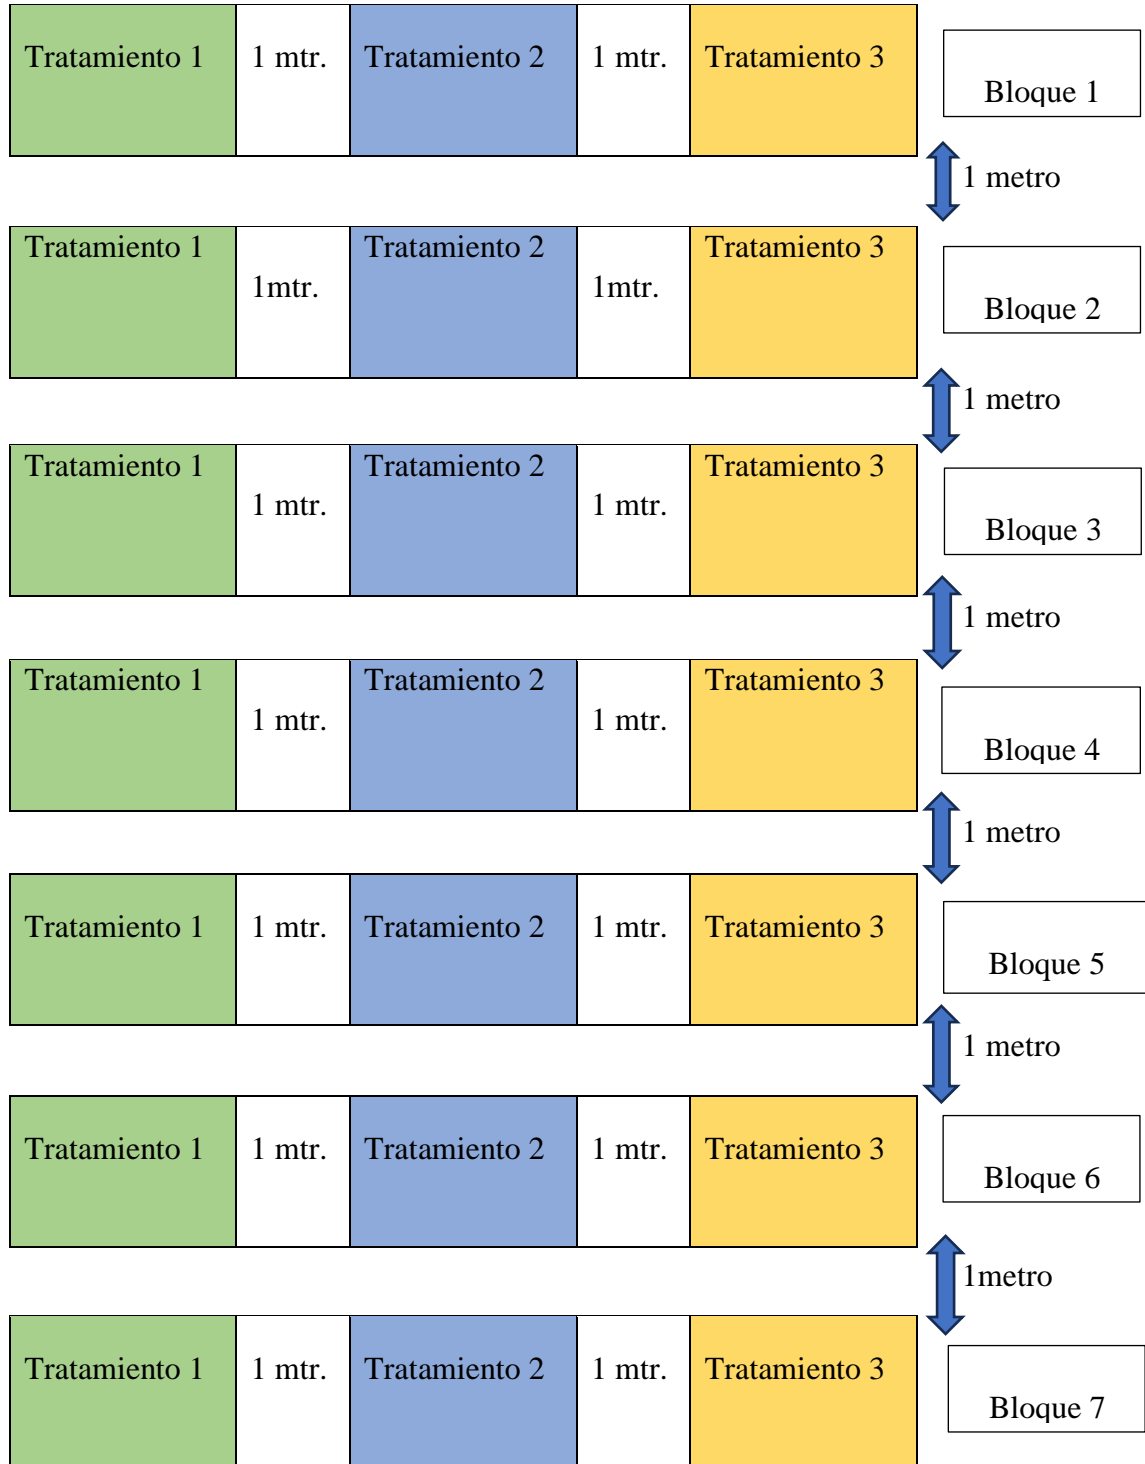 Tratamiento 1 1 mtr. Tratamiento 2 1 mtr. Tratamiento 3
Bloque 1
1 metro
Tratamiento 1 Tratamiento 2 Tratamiento 3
1mtr. 1mtr.
Bloque 2
1 metro
Tratamiento 1 Tratamiento 2 Tratamiento 3
1 mtr. 1 mtr.
Bloque 3
1 metro
Tratamiento 1 Tratamiento 2 Tratamiento 3
1 mtr. 1 mtr.
Bloque 4
1 metro
Tratamiento 1 1 mtr. Tratamiento 2 1 mtr. Tratamiento 3
Bloque 5
1 metro
Tratamiento 1 1 mtr. Tratamiento 2 1 mtr. Tratamiento 3
Bloque 6
1metro
Tratamiento 1 1 mtr. Tratamiento 2 1 mtr. Tratamiento 3
Bloque 7